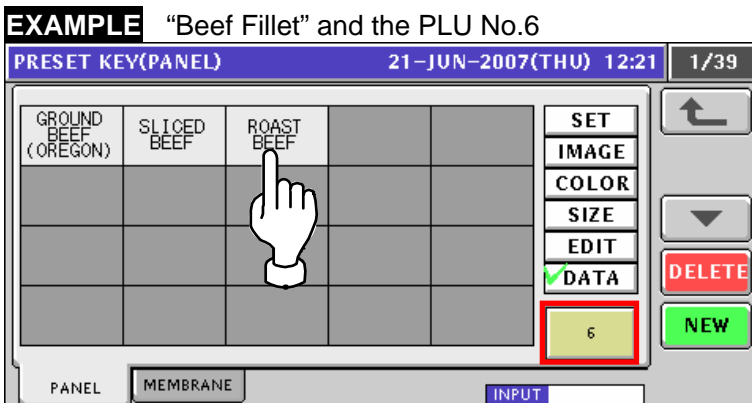 EXAMPLE “Beef Fillet” and the PLU No.6
PRESET KEY(PANEL) 21-JUN-2007(THU) 12:21 1/39
GROUND
BEEF
(OREGON)
SLICED
BEEF
ROAST
BEEF
SET
IMAGE
COLOR
SIZE
EDIT
DATA
6
DELETE
NEW
PANEL MEMBRANE
INPUT